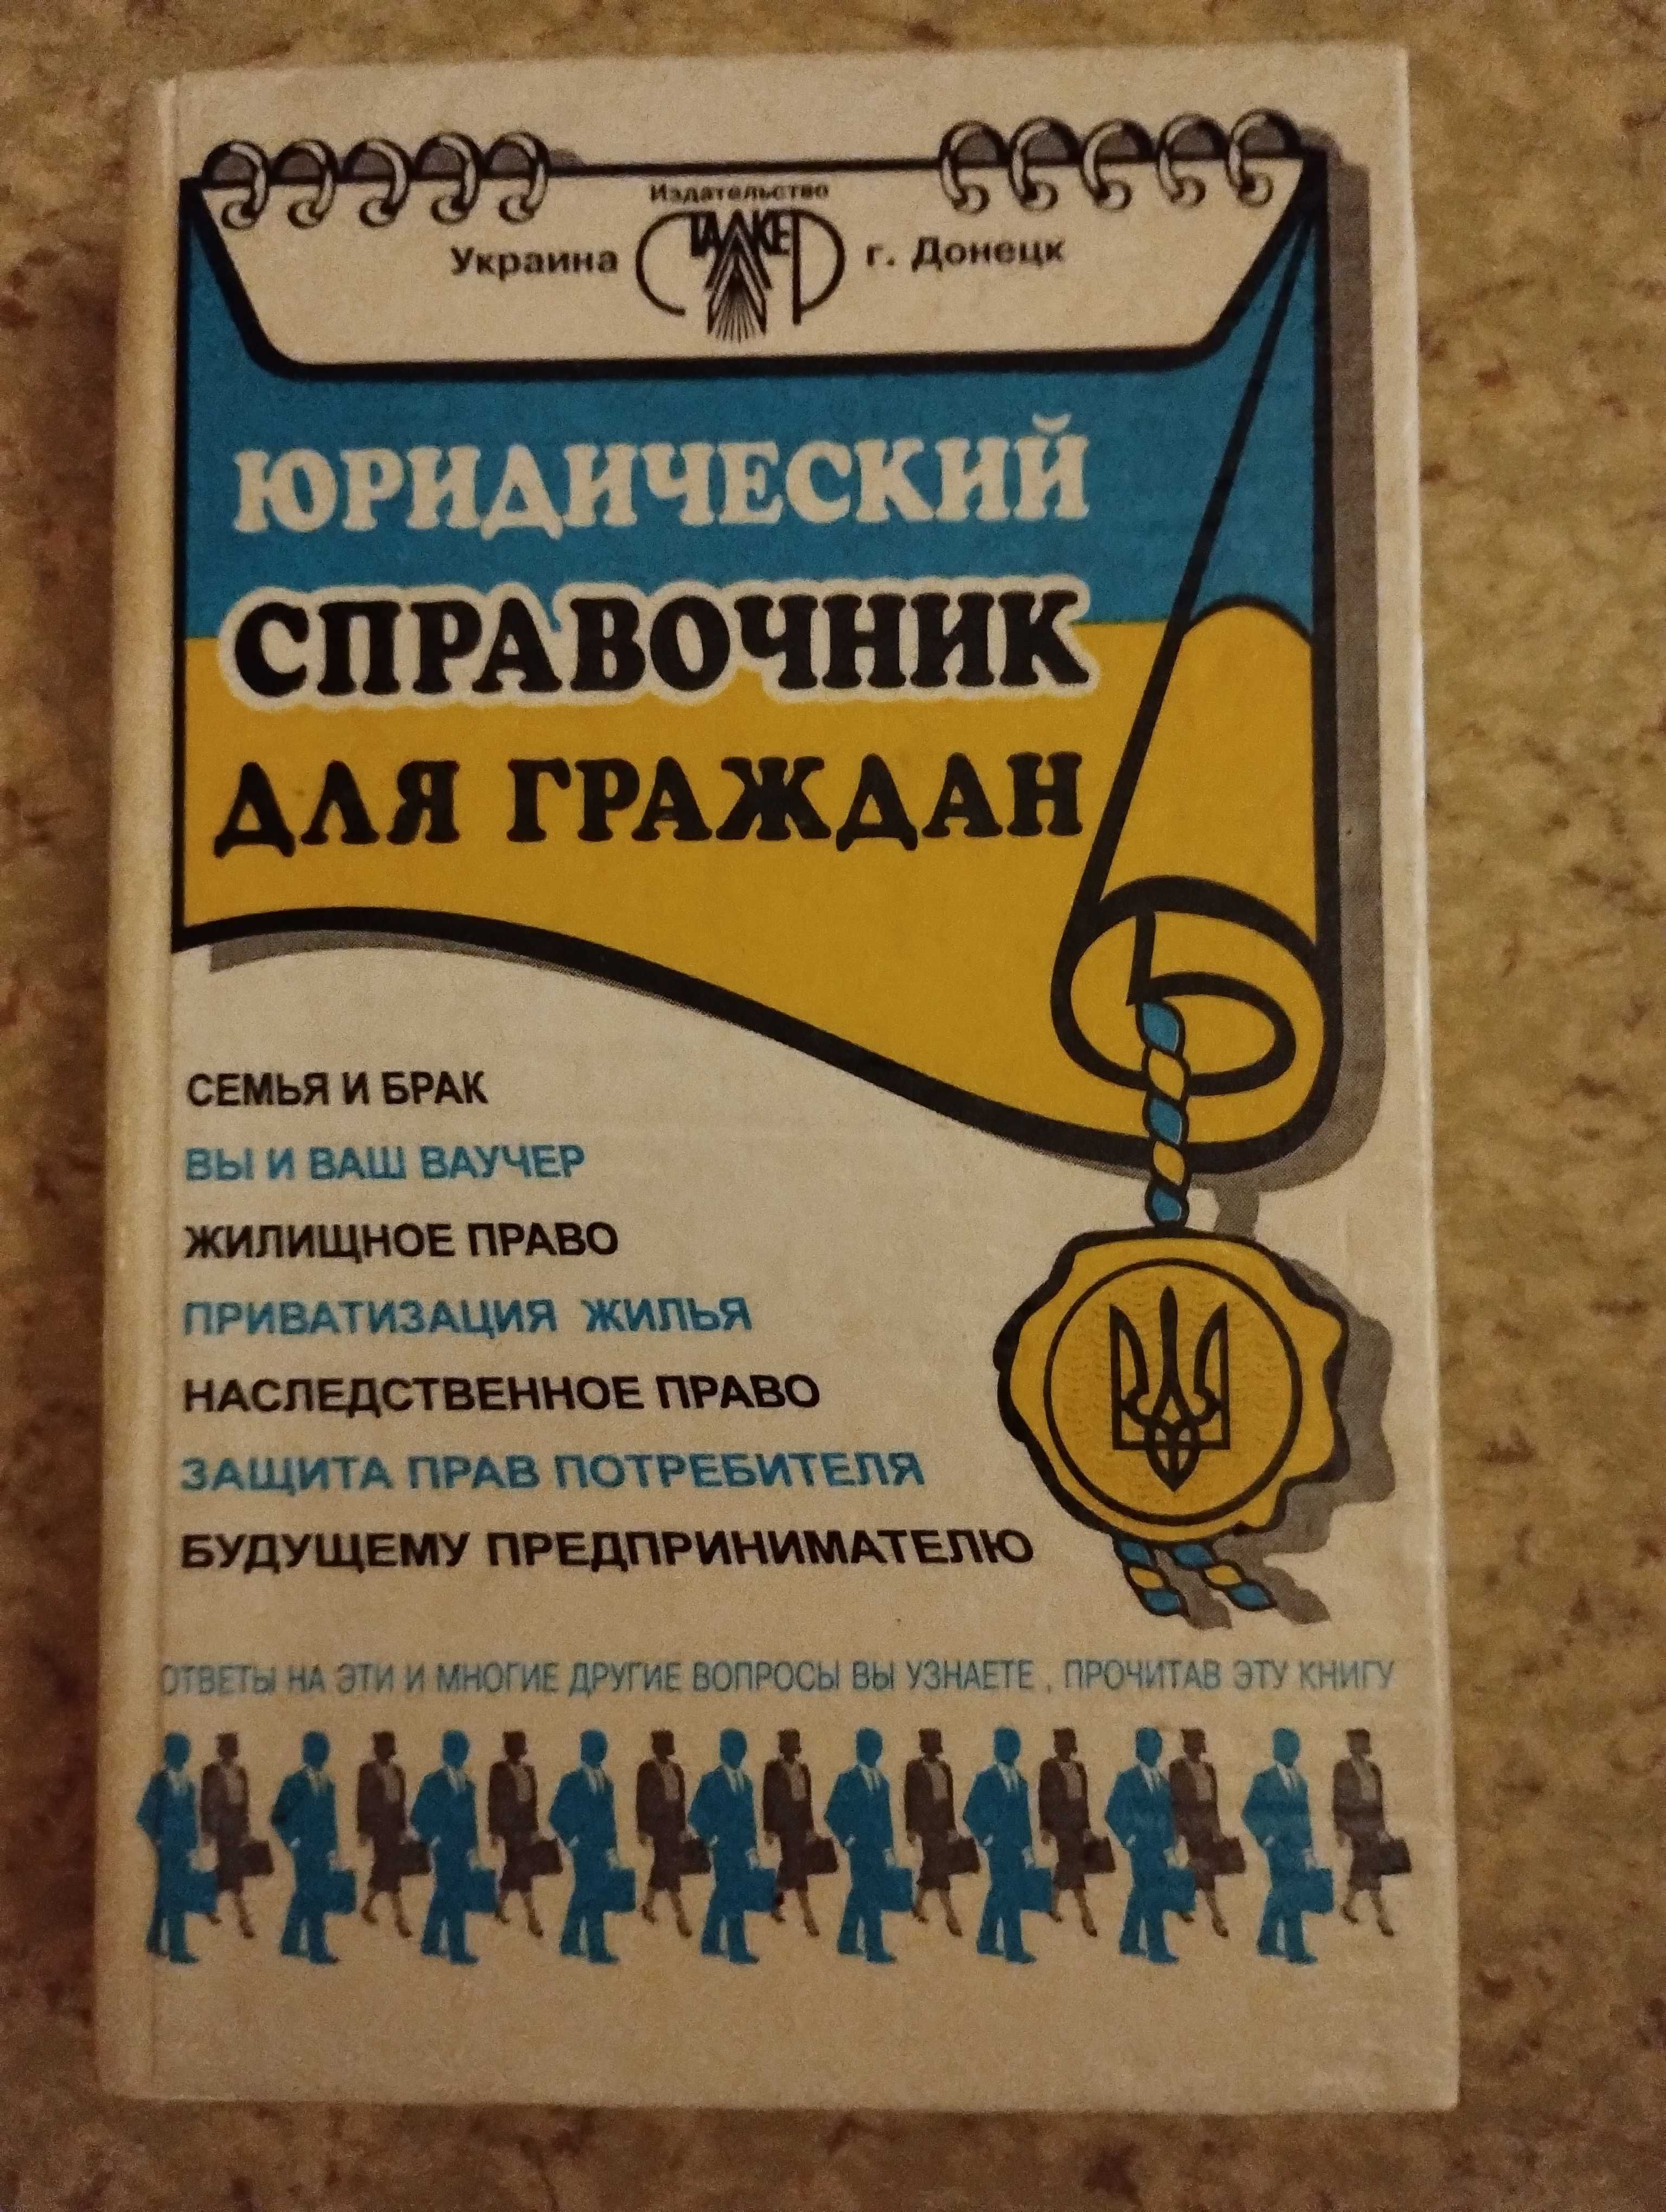 Издательство
Украина СТАЛКЕР г. Донецк
ЮРИДИЧЕСКИЙ
СПРАВОЧНИК
ДЛЯ ГРАЖДАН
СЕМЬЯ И БРАК
ВЫ И ВАШ ВАУЧЕР
ЖИЛИЩНОЕ ПРАВО
ПРИВАТИЗАЦИЯ ЖИЛЬЯ
НАСЛЕДСТВЕННОЕ ПРАВО
ЗАЩИТА ПРАВ ПОТРЕБИТЕЛЯ
БУДУЩЕМУ ПРЕДПРИНИМАТЕЛЮ
ОТВЕТЫ НА ЭТИ И МНОГИЕ ДРУГИЕ ВОПРОСЫ ВЫ УЗНАЕТЕ , ПРОЧИТАВ ЭТУ КНИГУ